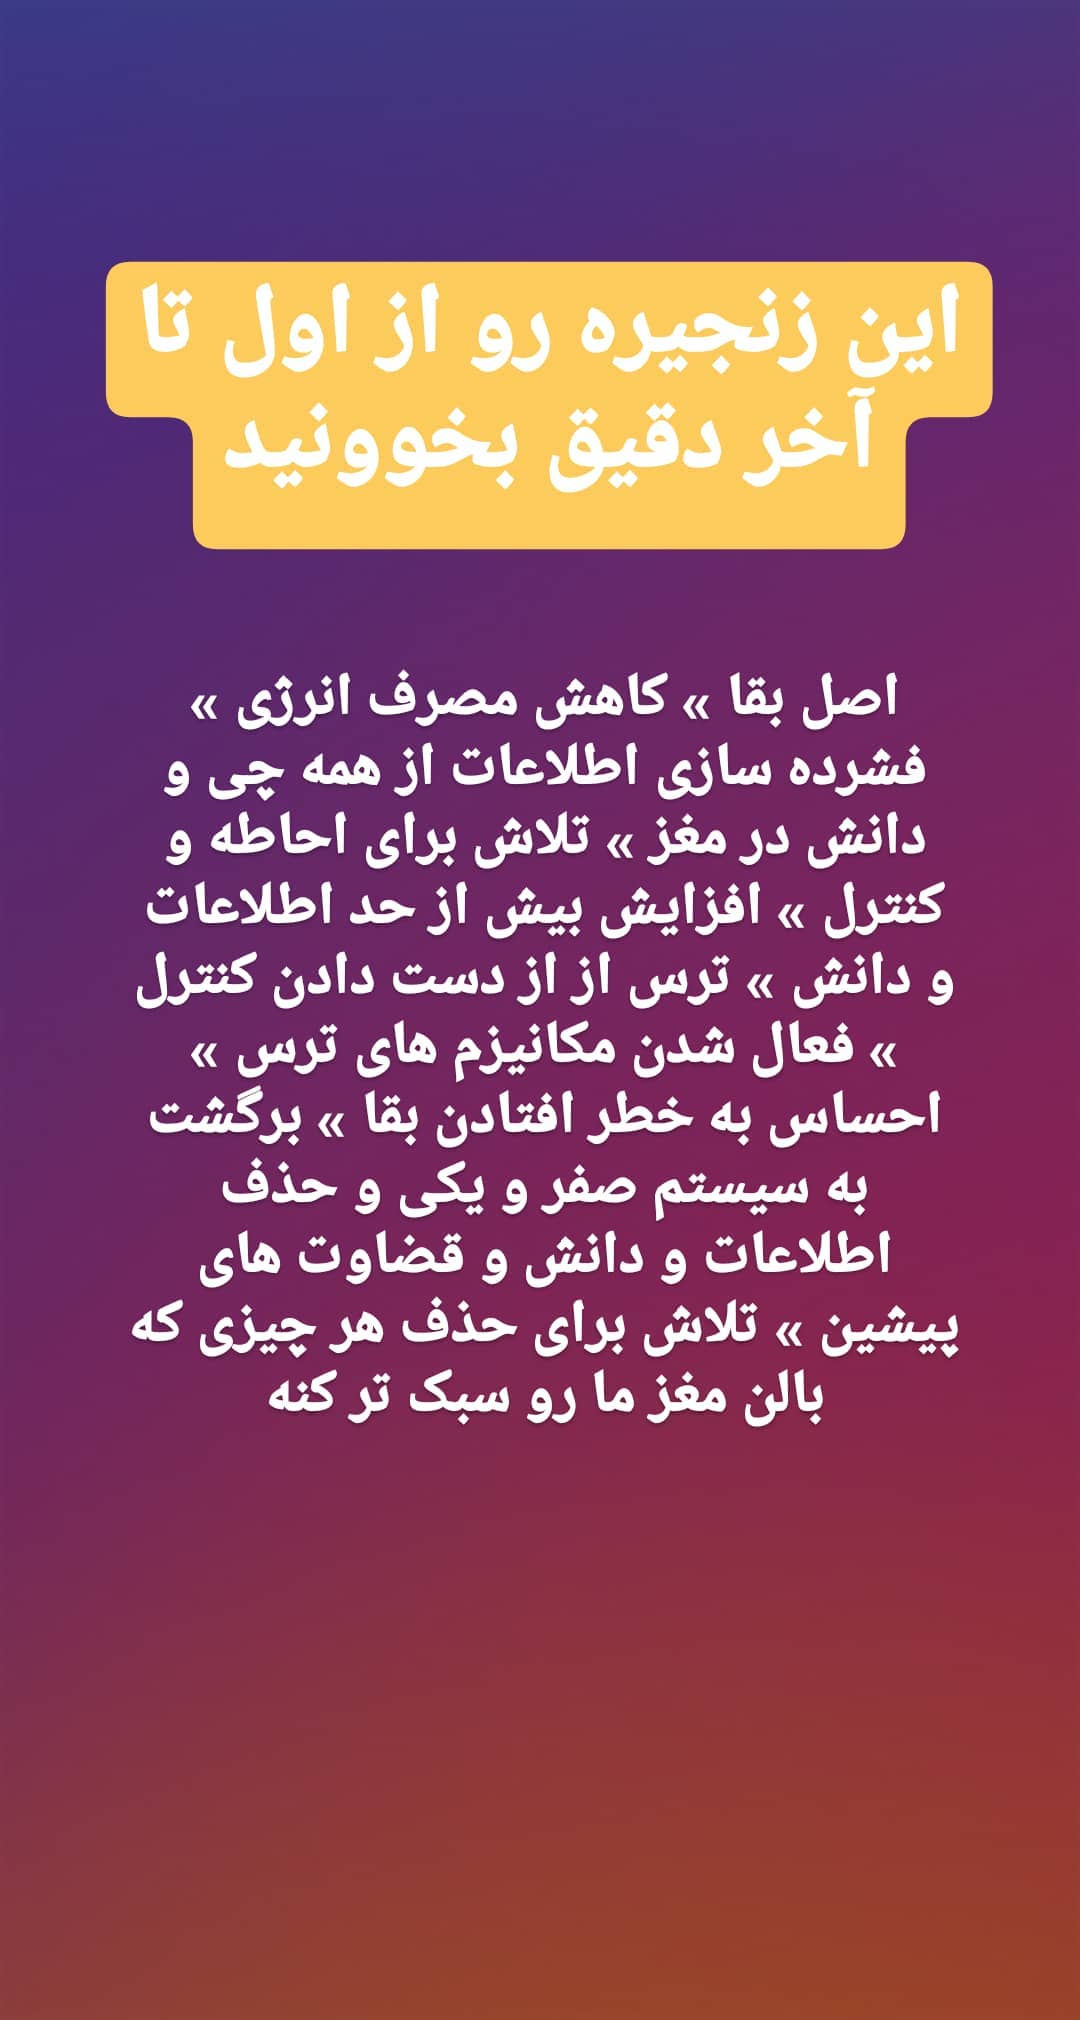 این زنجیره رو از اول تا
آخر دقیق بخوونید
اصل بقا » کاهش مصرف انرژی »
فشرده سازی اطلاعات از همه چی و
دانش در مغز » تلاش برای احاطه و
کنترل » افزایش بیش از حد اطلاعات
و دانش » ترس از از دست دادن کنترل
» فعال شدن مکانیزم های ترس »
احساس به خطر افتادن بقا » برگشت
به سیستم صفر و یکی و حذف
اطلاعات و دانش و قضاوت های
پیشین » تلاش برای حذف هر چیزی که
بالن مغز ما رو سبک تر کنه